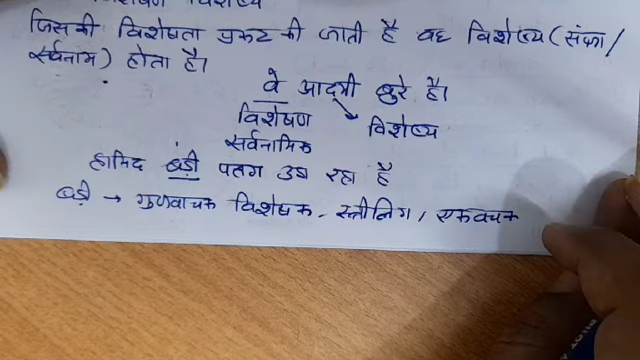 विशेषण विशेष्य
जिसकी विशेषता प्रकट की जाती है वह विशेष्य (संज्ञा/
सर्वनाम) होता है।
वे आदमी बुरे है।
विशेषण विशेष्य
सर्वनामिक
हामिद बड़ी पतंग उड़ा रहा है
बड़ी → गुणवाचक विशेषण, स्त्रीलिंग, एकवचन